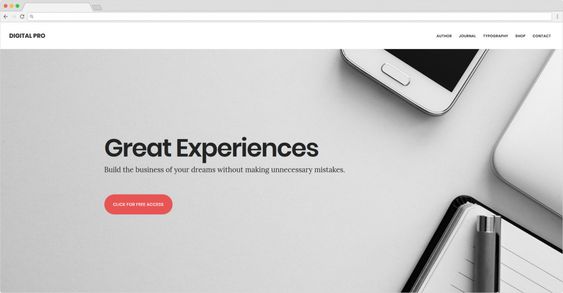 DIGITAL PRO
AUTHOR JOURNAL TYPOGRAPHY SHOP CONTACT
Great Experiences
Build the business of your dreams without making unnecessary mistakes.
CLICK FOR FREE ACCESS